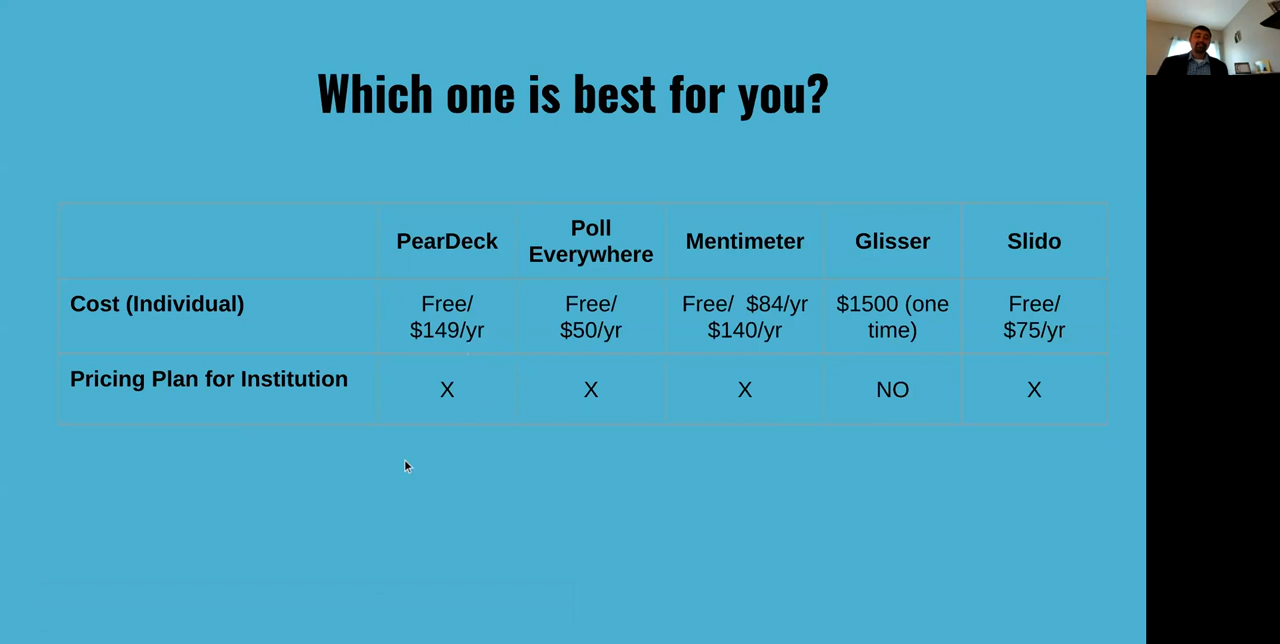 Which one is best for you?
PearDeck
Poll
Everywhere
Mentimeter
Glisser
Slido
Cost (Individual)
Free/
$149/yr
Free/
$50/yr
Free/ $84/yr
$140/yr
$1500 (one
time)
Free/
$75/yr
Pricing Plan for Institution
X
X
X
NO
X